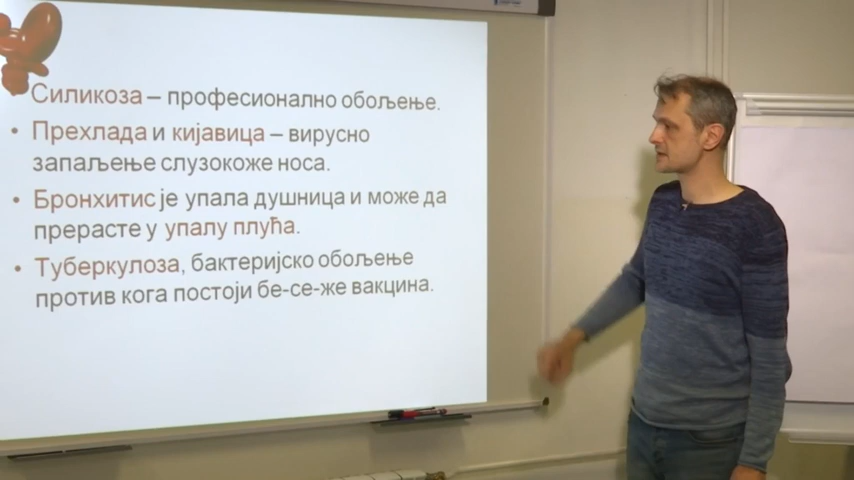 Силикоза – професионално обољење.
• Прехлада и кијавица – вирусно
запаљење слузокоже носа.
• Бронхитис је упала душница и може да
прерасте у упалу плућа.
• Туберкулоза, бактеријско обољење
против кога постоји бе-се-же вакцина.